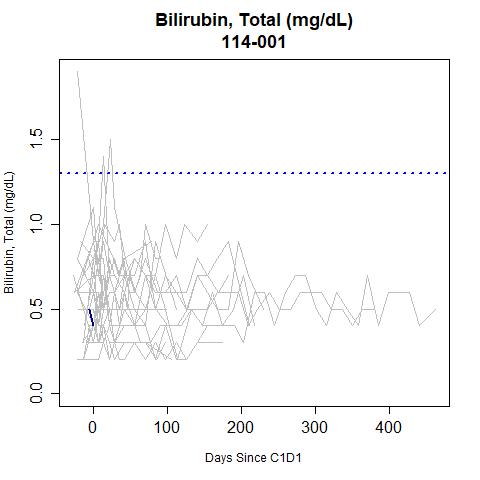 Bilirubin, Total (mg/dL)
114-001
Bilirubin, Total (mg/dL)
1.5
1.0
0.5
0.0
0 100 200 300 400
Days Since C1D1